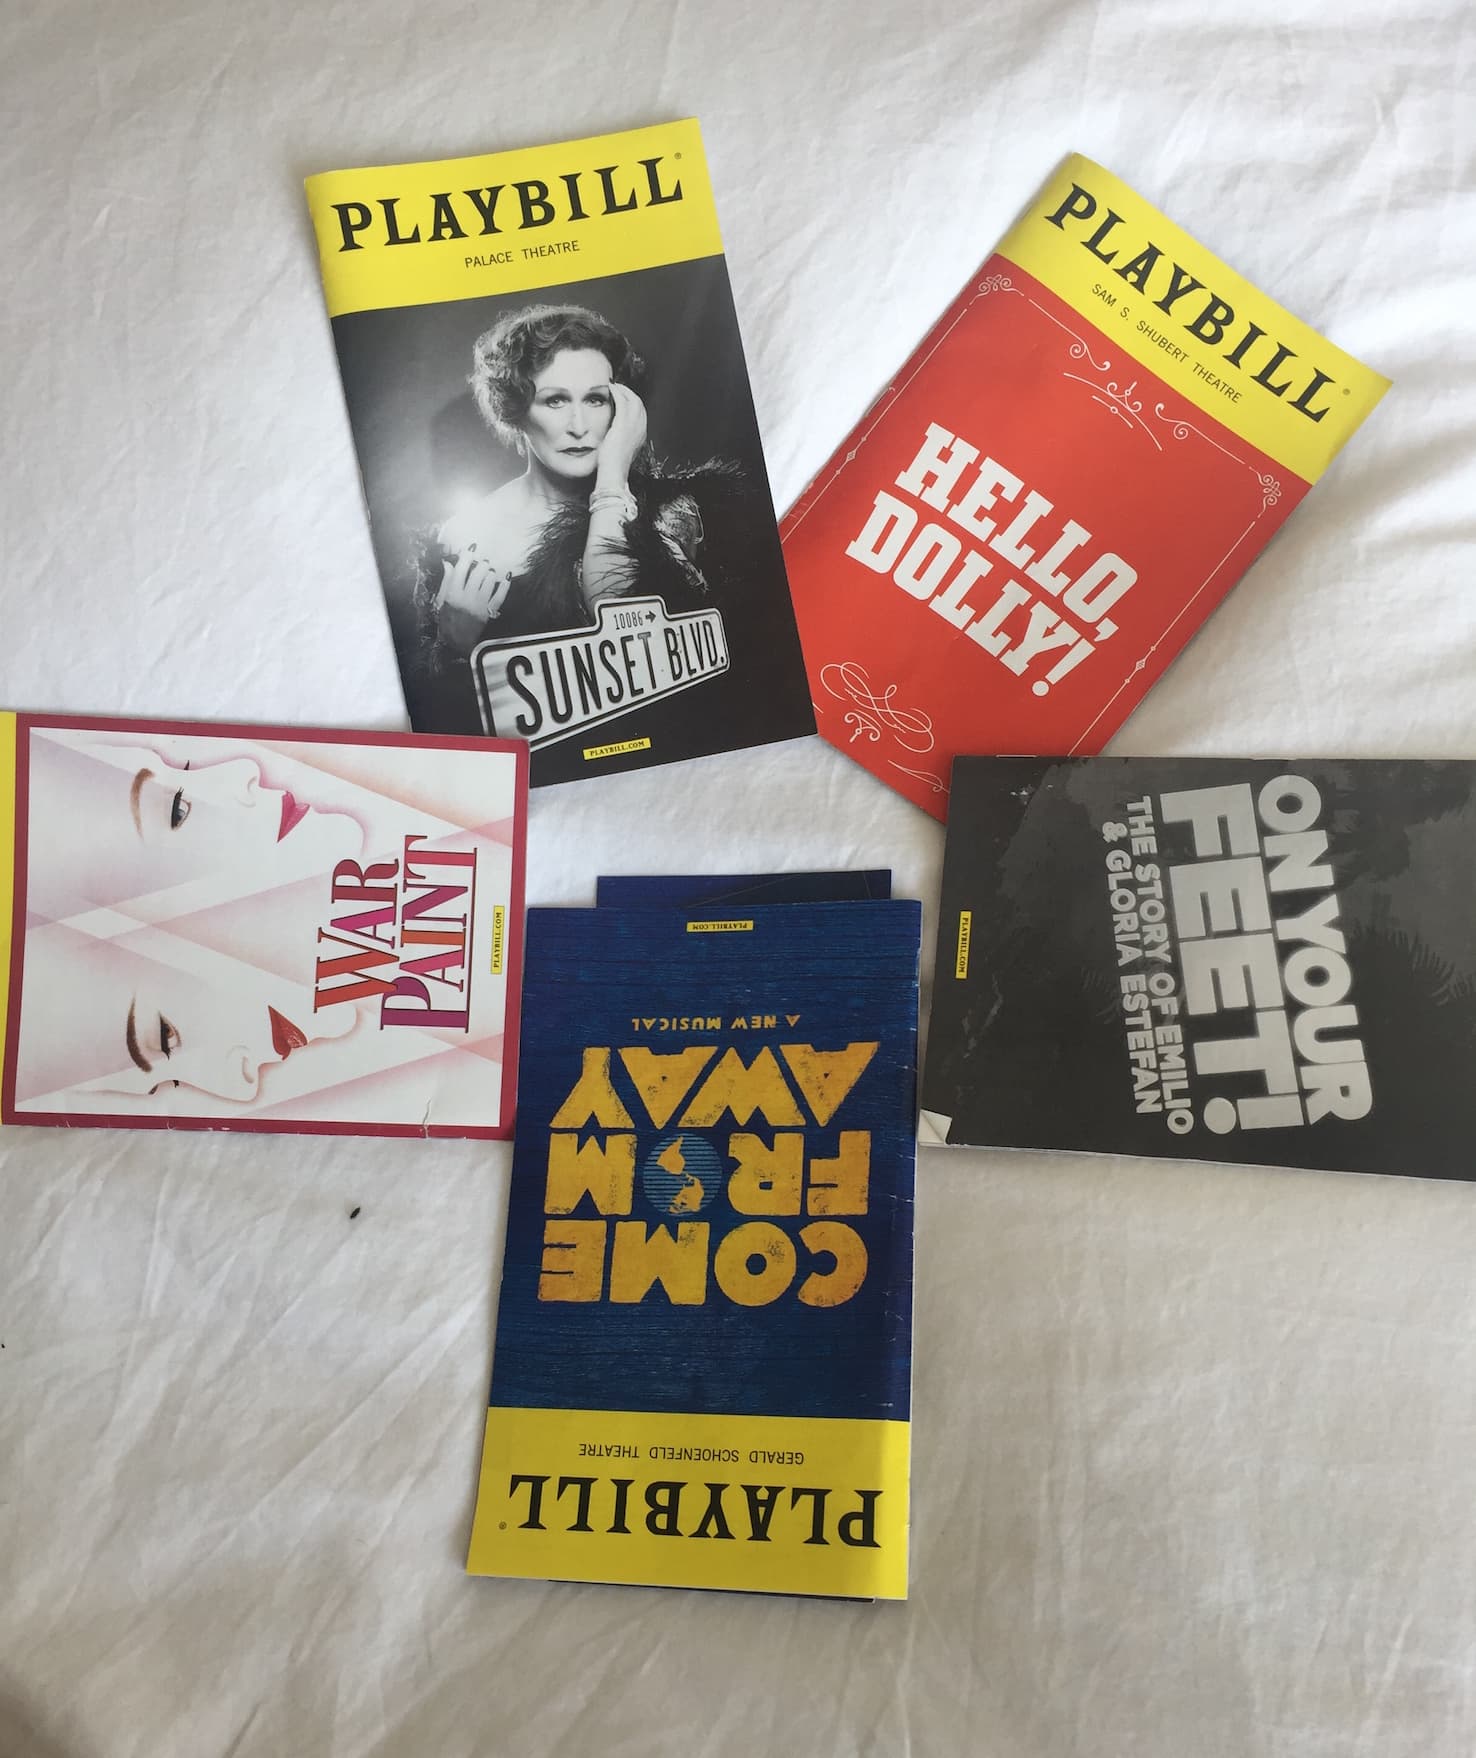 PLAYBILL®
PALACE THEATRE
10086
SUNSET BLVD.
PLAYBILL.COM
PLAYBILL®
SAM S. SHUBERT THEATRE
HELLO,
DOLLY!
WAR
PAINT
PLAYBILL.COM
ON YOUR
FEET!
THE STORY OF EMILIO
& GLORIA ESTEFAN
PLAYBILL.COM
PLAYBILL®
GERALD SCHOENFELD THEATRE
COME
FROM
AWAY
A NEW MUSICAL
PLAYBILL.COM